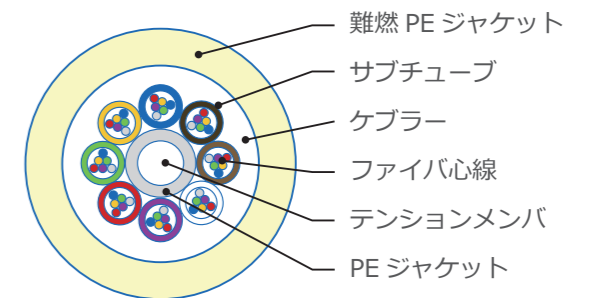 難燃 PE ジャケット
サブチューブ
ケブラー
ファイバ心線
テンションメンバ
PE ジャケット